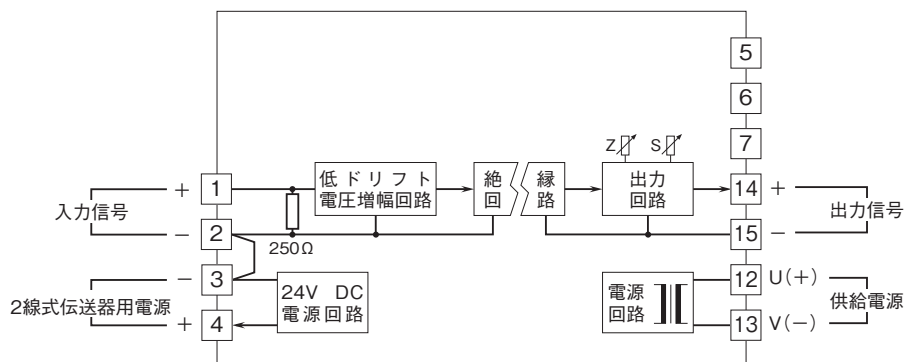 5
6
7
Z S
1 + 低ドリフト
電圧増幅回路 絶
回 縁
路 出力
回路 14 +
入力信号 出力信号
2 − 250Ω 15 −
3 − 24V DC
電源回路 電源
回路 12 U(+)
2線式伝送器用電源 供給電源
4 + 13 V(−)